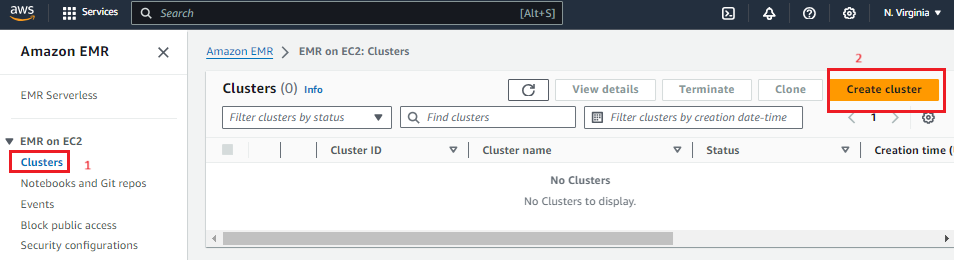 aws
Services
Search
[Alt+S]
N. Virginia
Amazon EMR
EMR Serverless
EMR on EC2
Clusters
1
Notebooks and Git repos
Events
Block public access
Security configurations
Amazon EMR
EMR on EC2: Clusters
2
Clusters (0) Info
View details
Terminate
Clone
Create cluster
Filter clusters by status
Find clusters
Filter clusters by creation date-time
1
Cluster ID
Cluster name
Status
Creation time (
No Clusters
No Clusters to display.